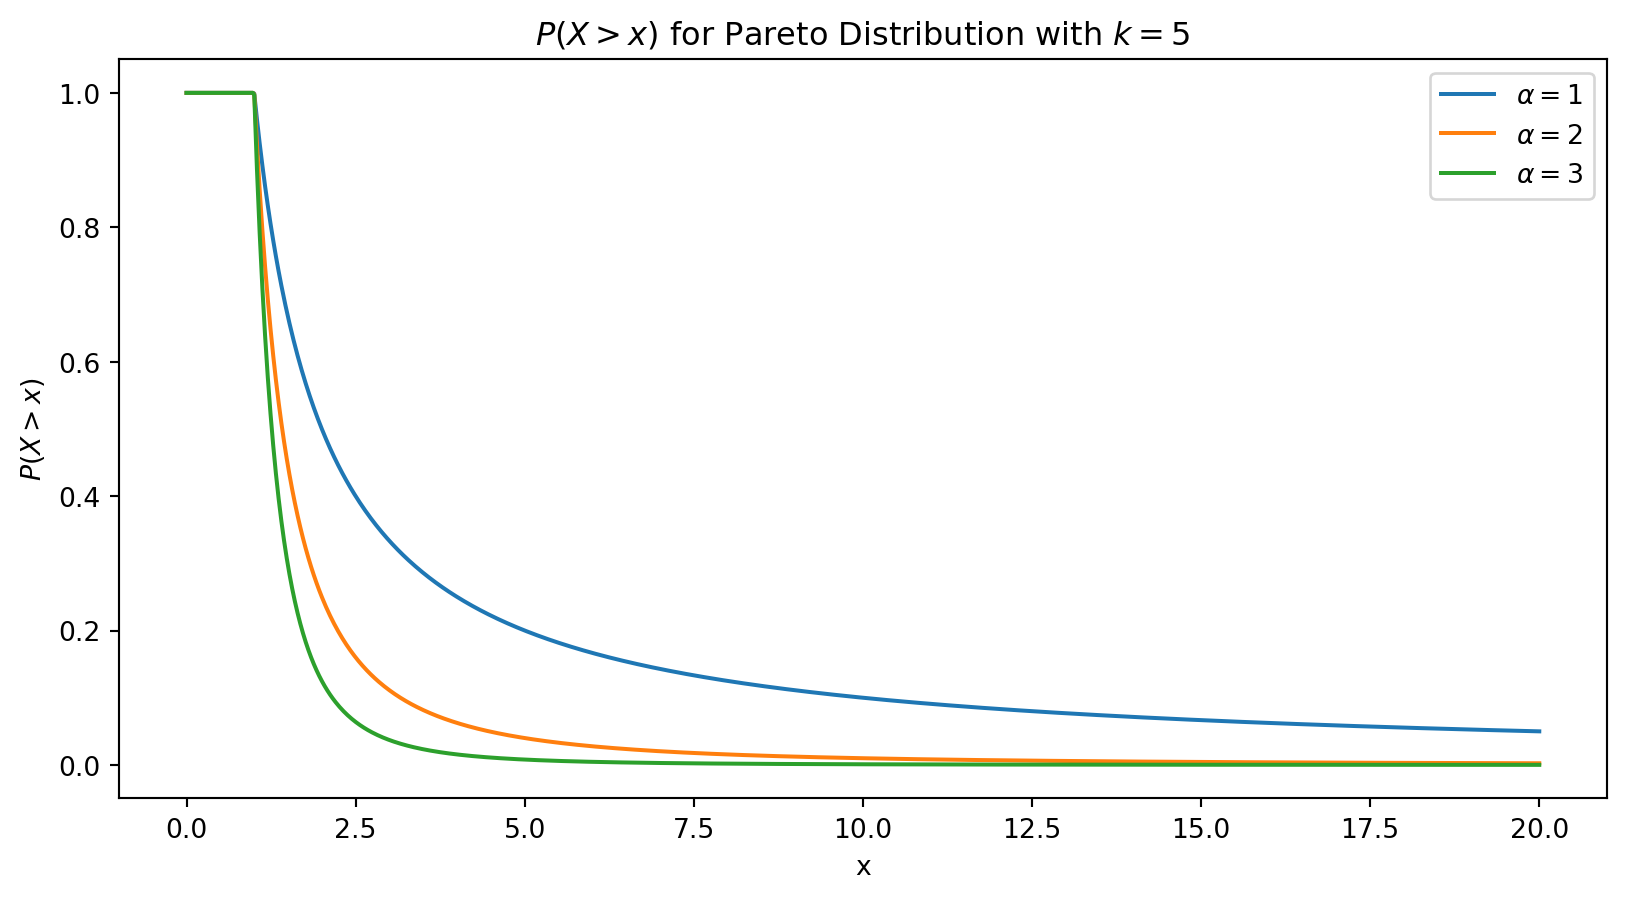 P(X > x) for Pareto Distribution with k = 5
α = 1
α = 2
α = 3
P(X > x)
1.0
0.8
0.6
0.4
0.2
0.0
0.0 2.5 5.0 7.5 10.0 12.5 15.0 17.5 20.0
x